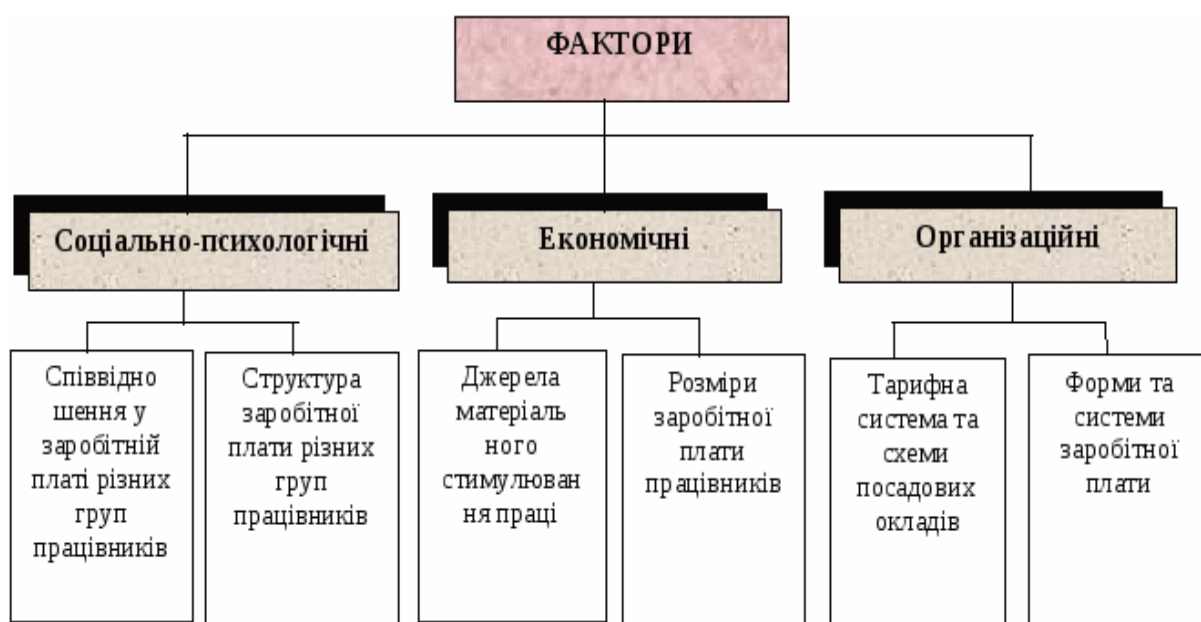 ФАКТОРИ
Соціально-психологічні
Економічні
Організаційні
Співвідно
шення у
заробітній
платі різних
груп
працівників
Структура
заробітної
плати різних
груп
працівників
Джерела
матеріаль
ного
стимулюван
ня праці
Розміри
заробітної
плати
працівників
Тарифна
система та
схеми
посадових
окладів
Форми та
системи
заробітної
плати